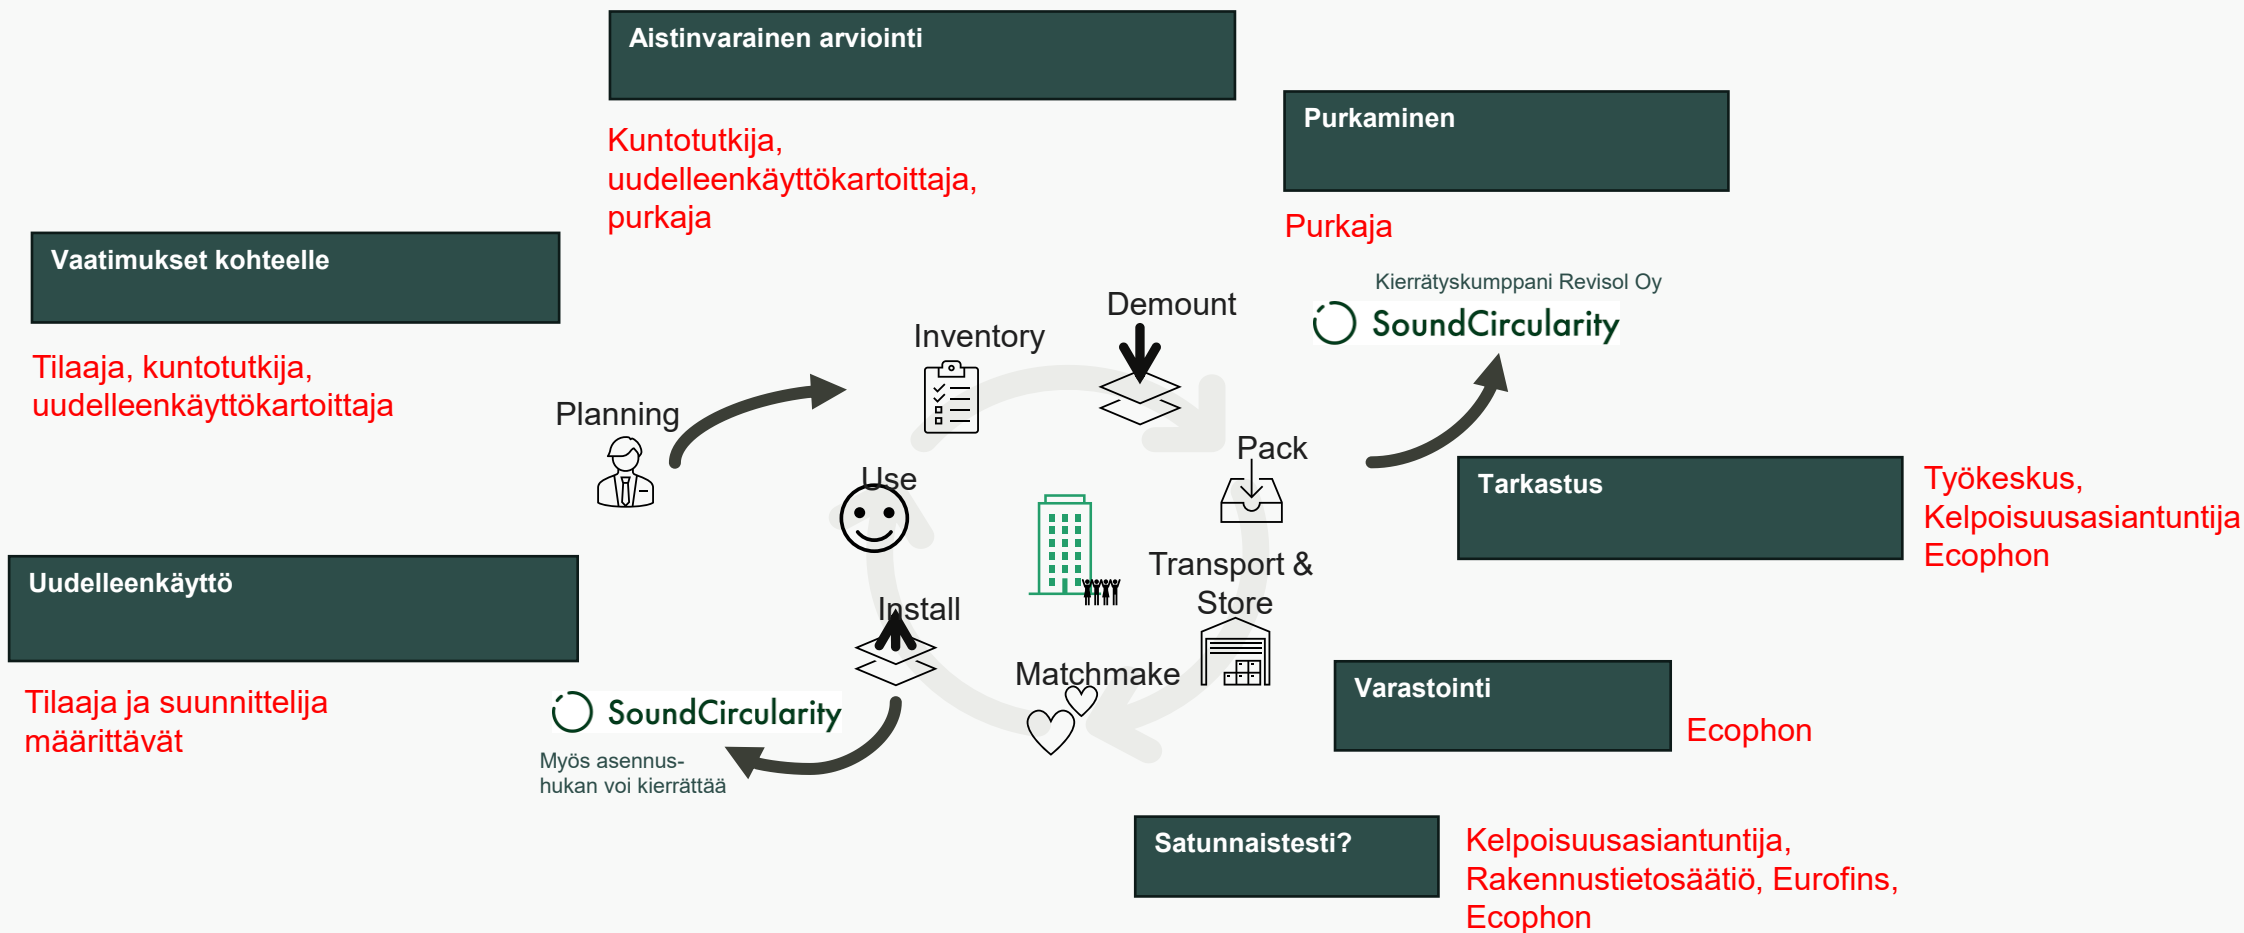 Aistinvarainen arviointi
Kuntotutkija,
uudelleenkäyttökartoittaja,
purkaja
Purkaminen
Purkaja
Vaatimukset kohteelle
Tilaaja, kuntotutkija,
uudelleenkäyttökartoittaja
Kierrätyskumppani Revisol Oy
SoundCircularity
Demount
Inventory
Planning
Pack
Use
Tarkastus
Työkeskus,
Kelpoisuusasiantuntija
Ecophon
Uudelleenkäyttö
Tilaaja ja suunnittelija
määrittävät
Transport &
Store
Install
Matchmake
SoundCircularity
Myös asennus-
hukan voi kierrättää
Varastointi
Ecophon
Satunnaistesti?
Kelpoisuusasiantuntija,
Rakennustietosäätiö, Eurofins,
Ecophon